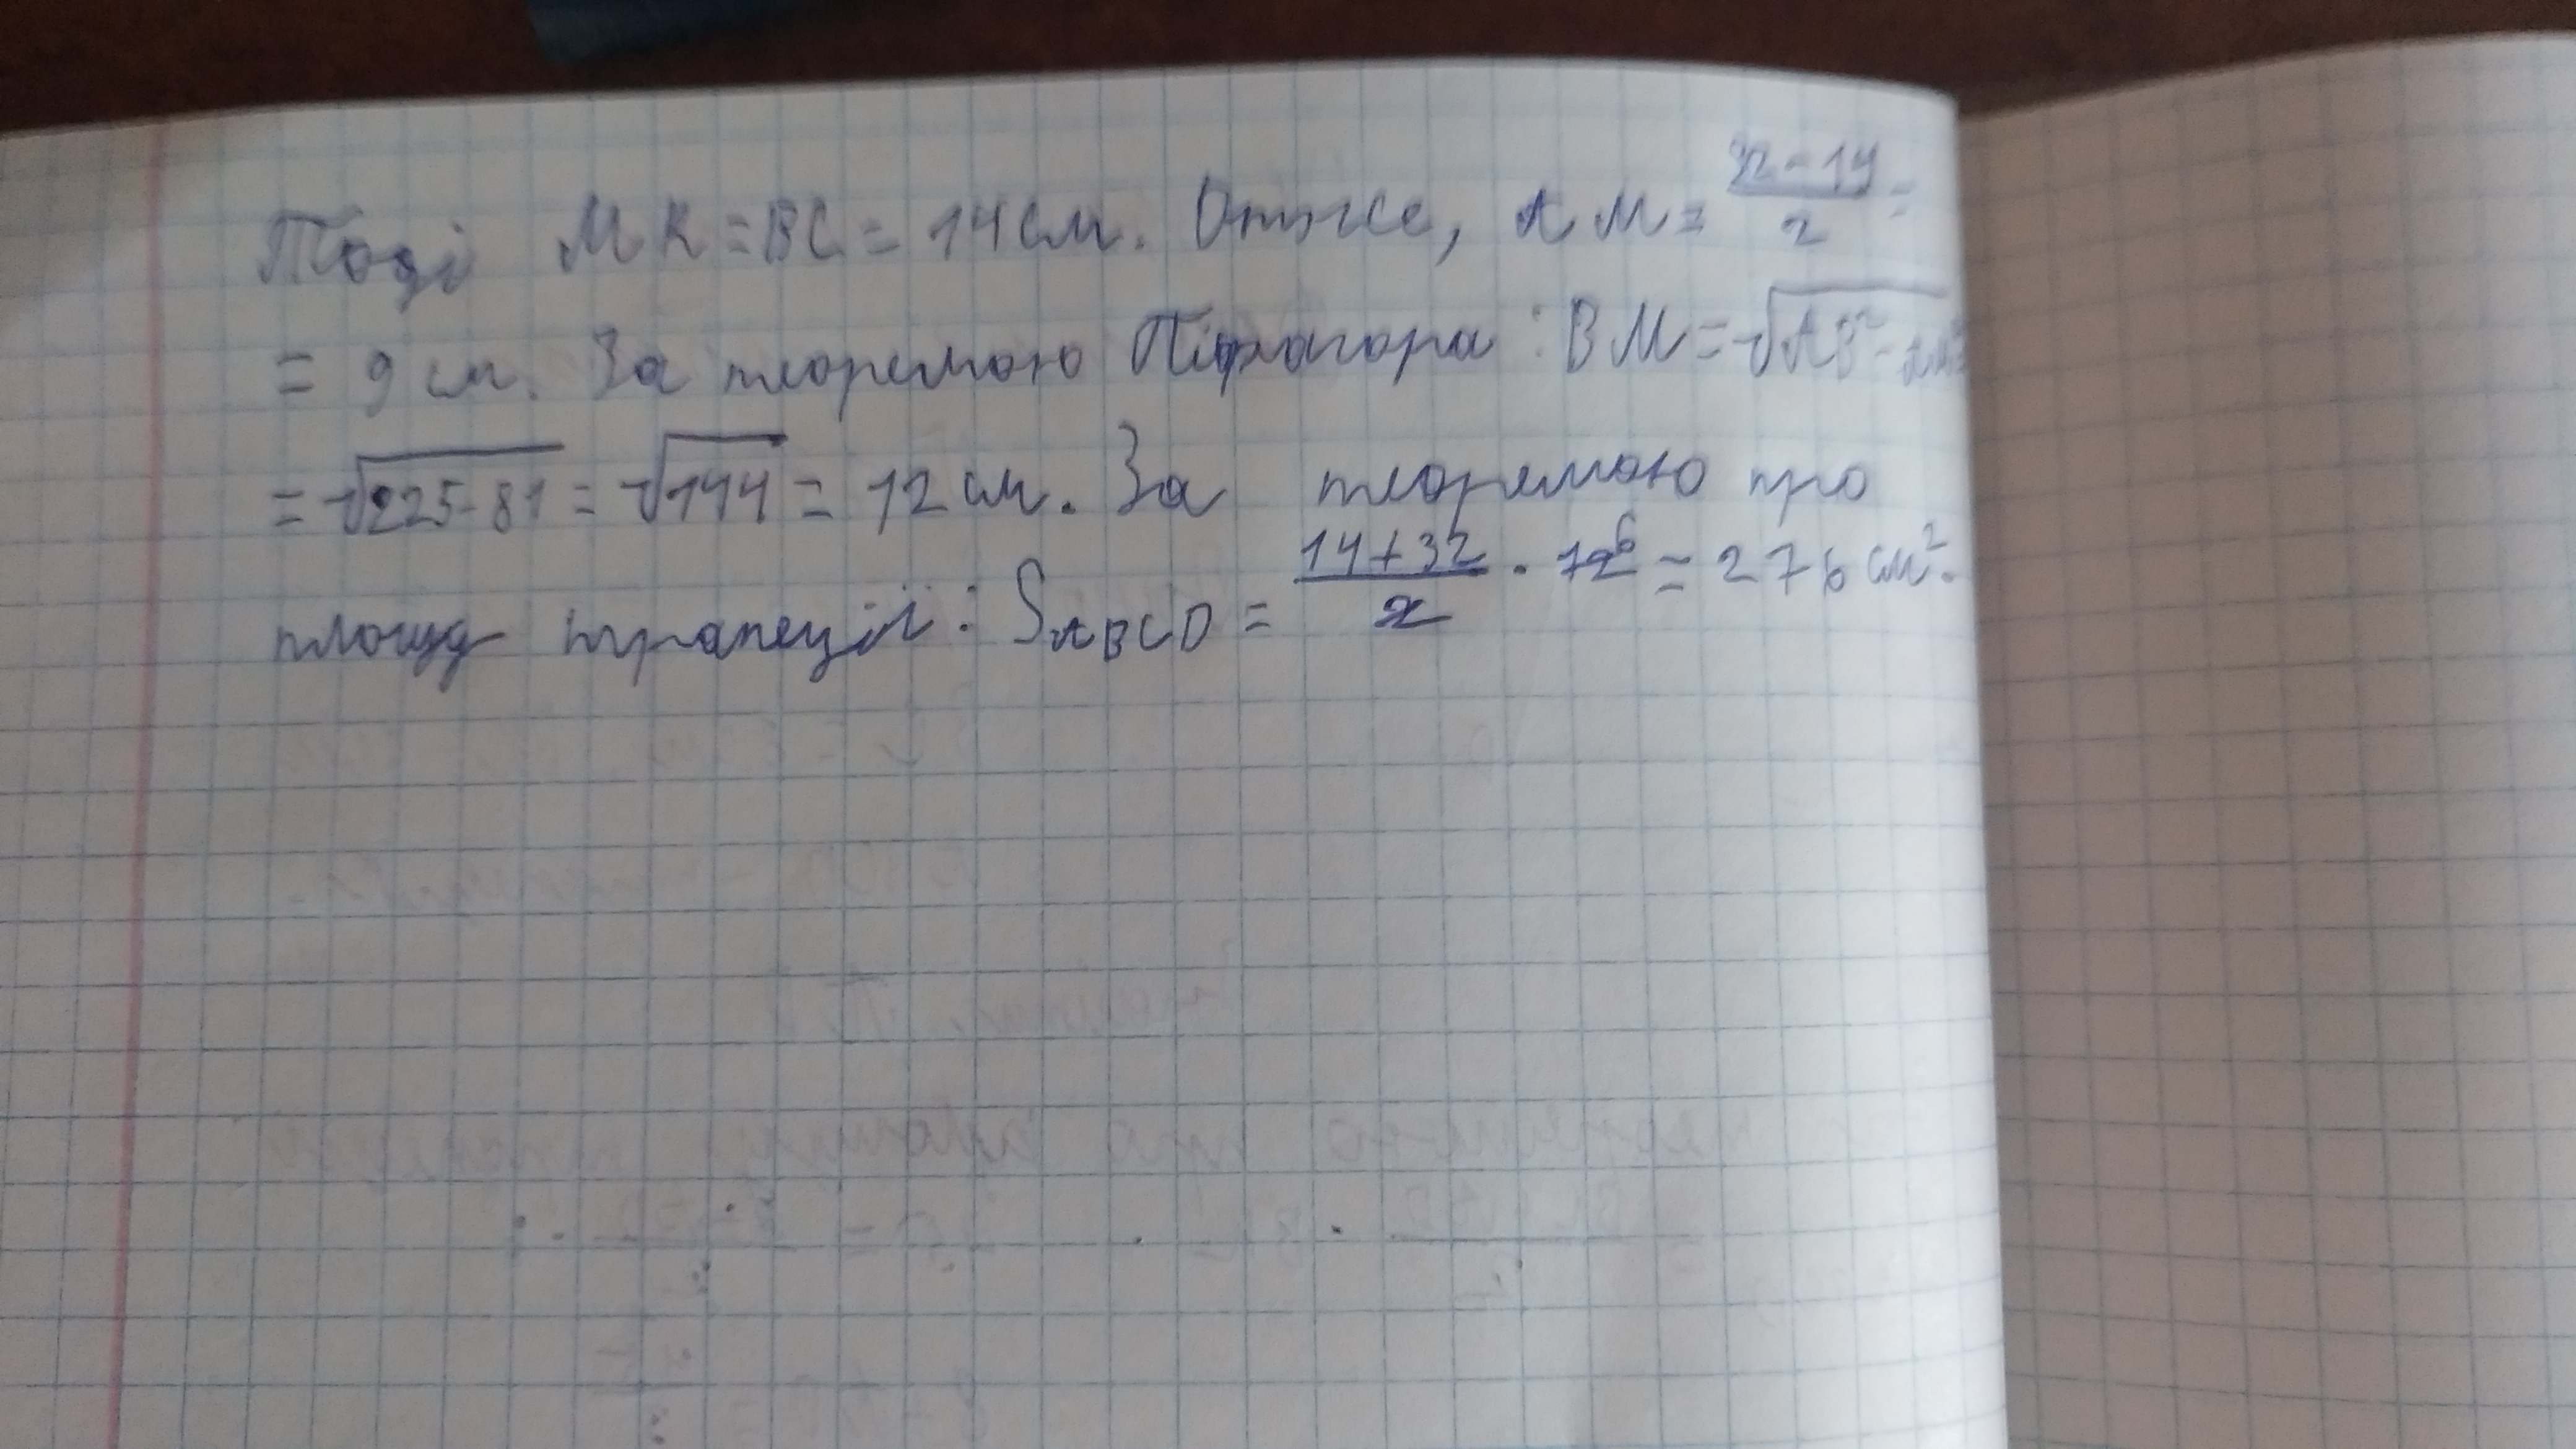 Тоді MK = BC = 14 см. Отже, AM = \frac{32-14}{2} =
= 9 см. За теоремою Піфагора: BM = \sqrt{AB^2 - AM^2} =
= \sqrt{225-81} = \sqrt{144} = 12 см. За теоремою про
площу трапеції: S_{ABCD} = \frac{14+32}{2} \cdot 12^6 = 276 см^2.